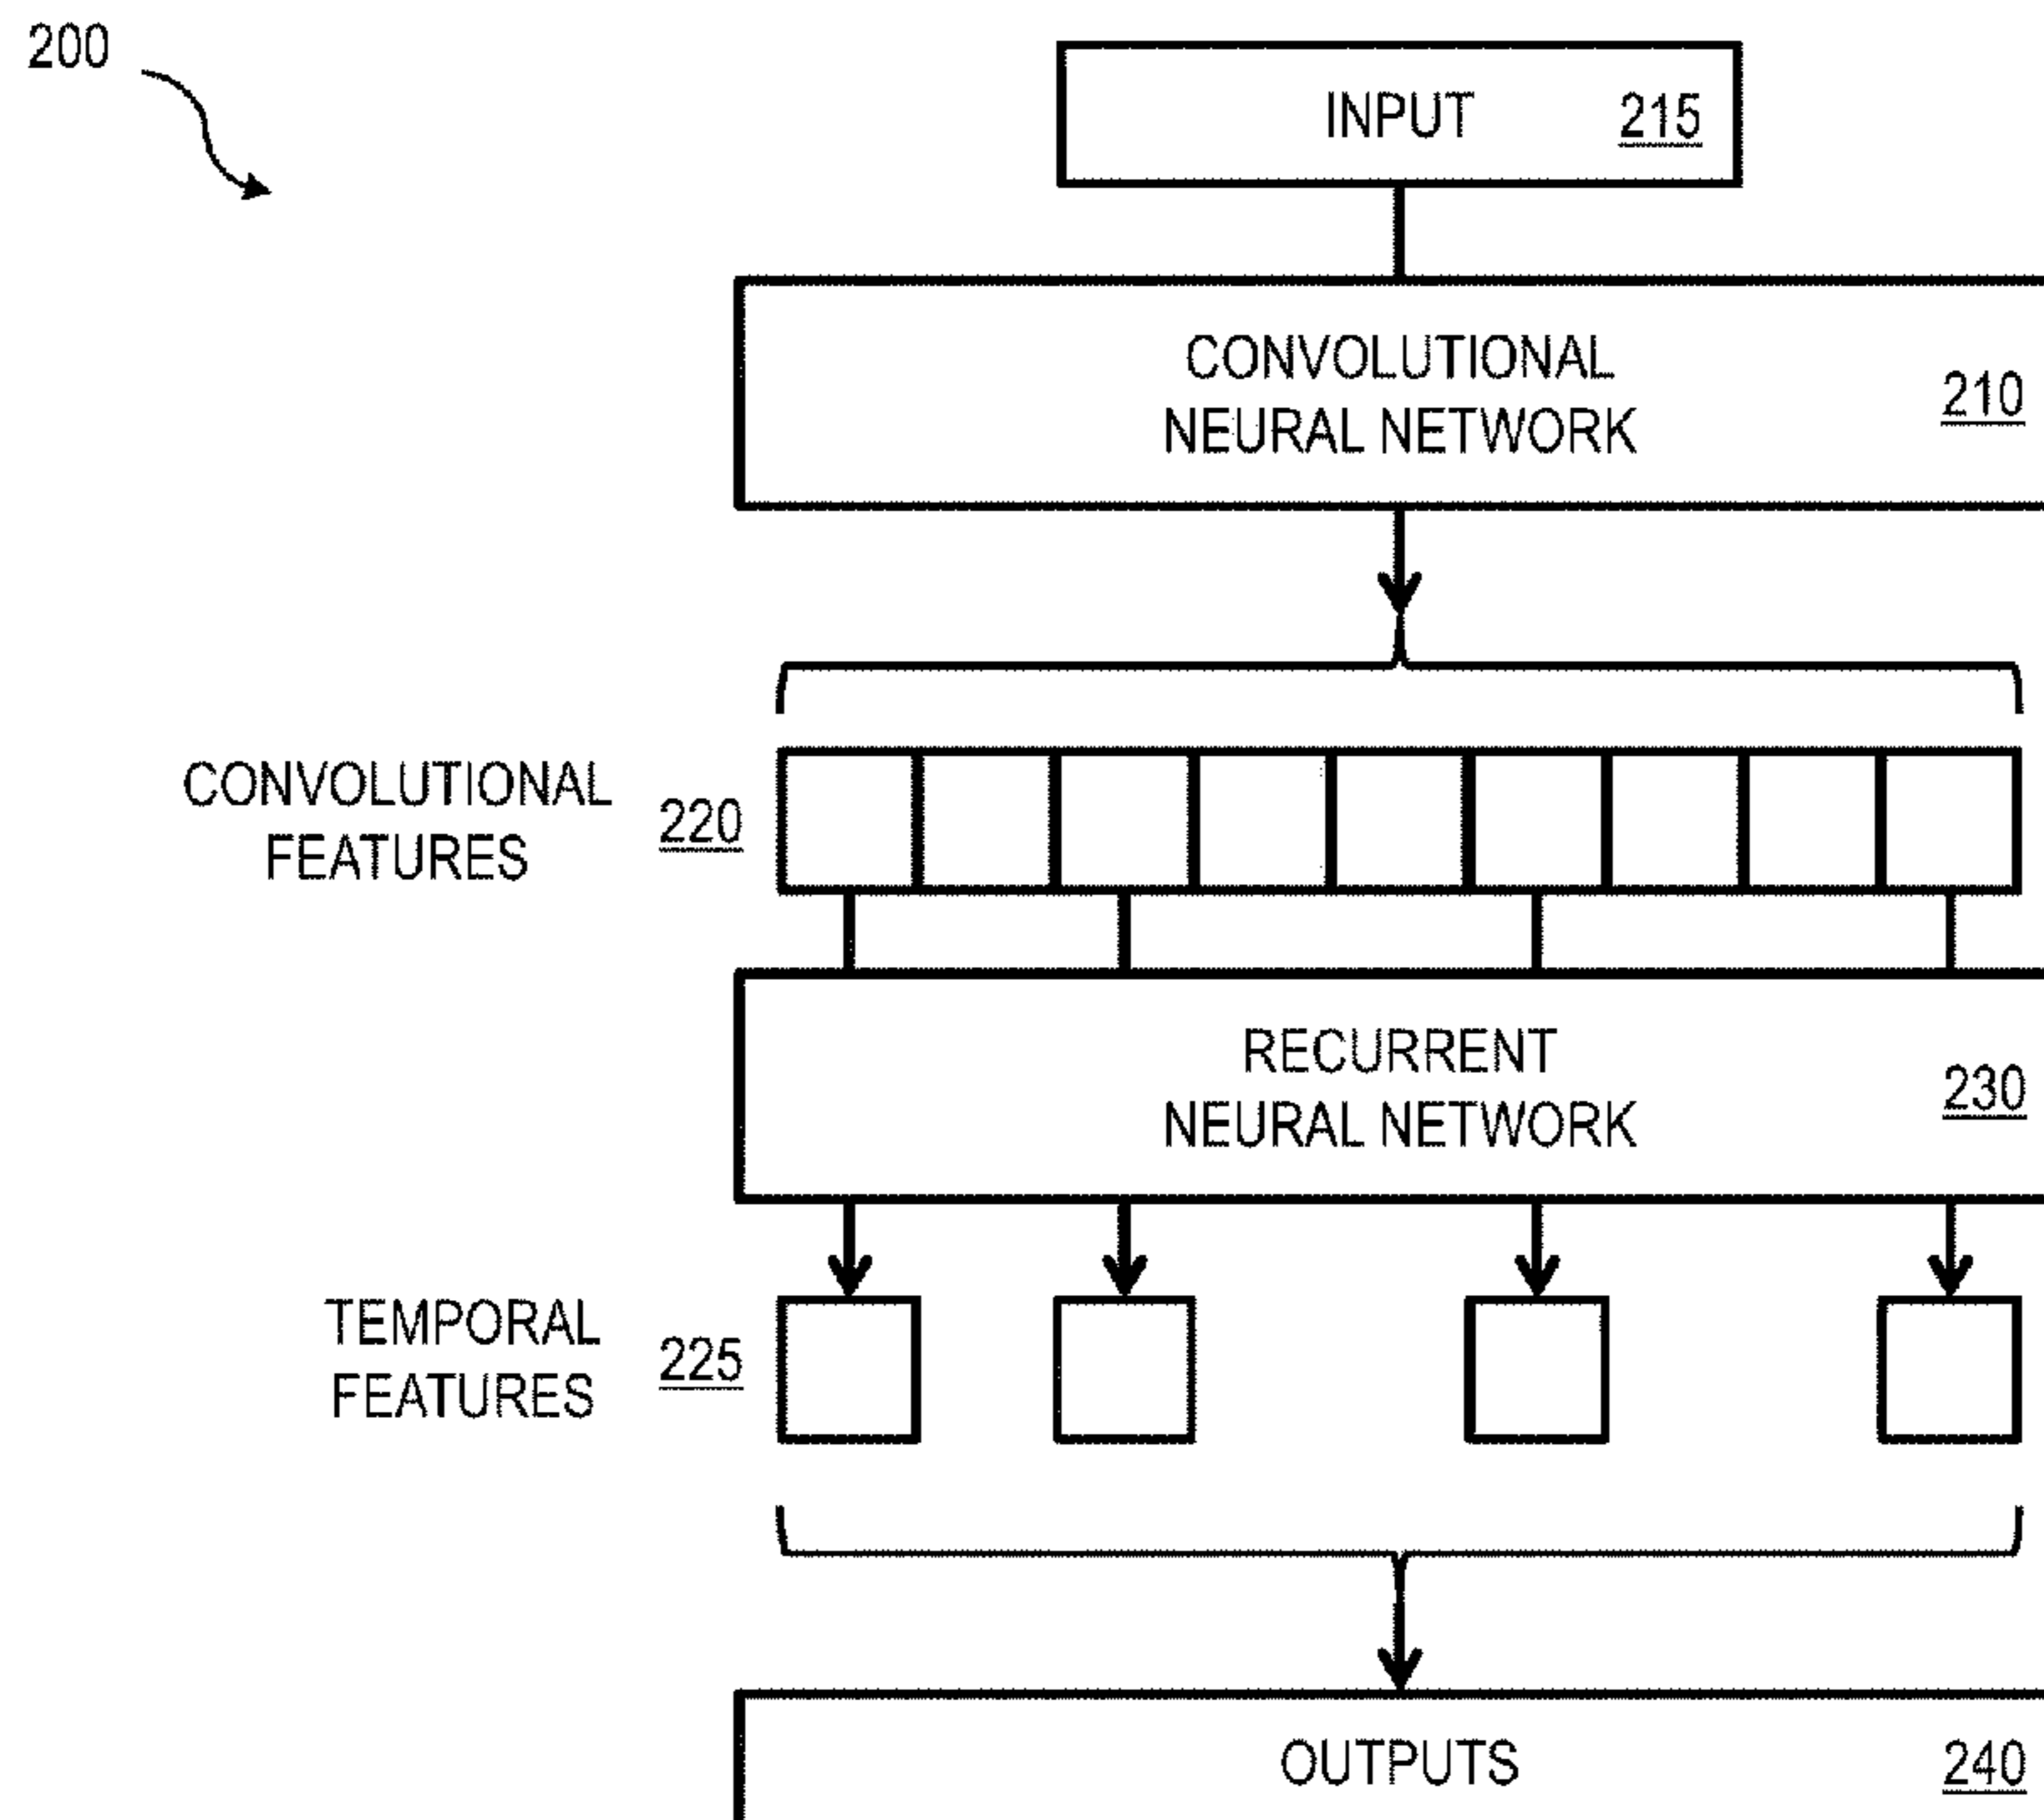 200
INPUT 215
CONVOLUTIONAL
NEURAL NETWORK
210
CONVOLUTIONAL
FEATURES
220
RECURRENT
NEURAL NETWORK
230
TEMPORAL
FEATURES
225
OUTPUTS 240